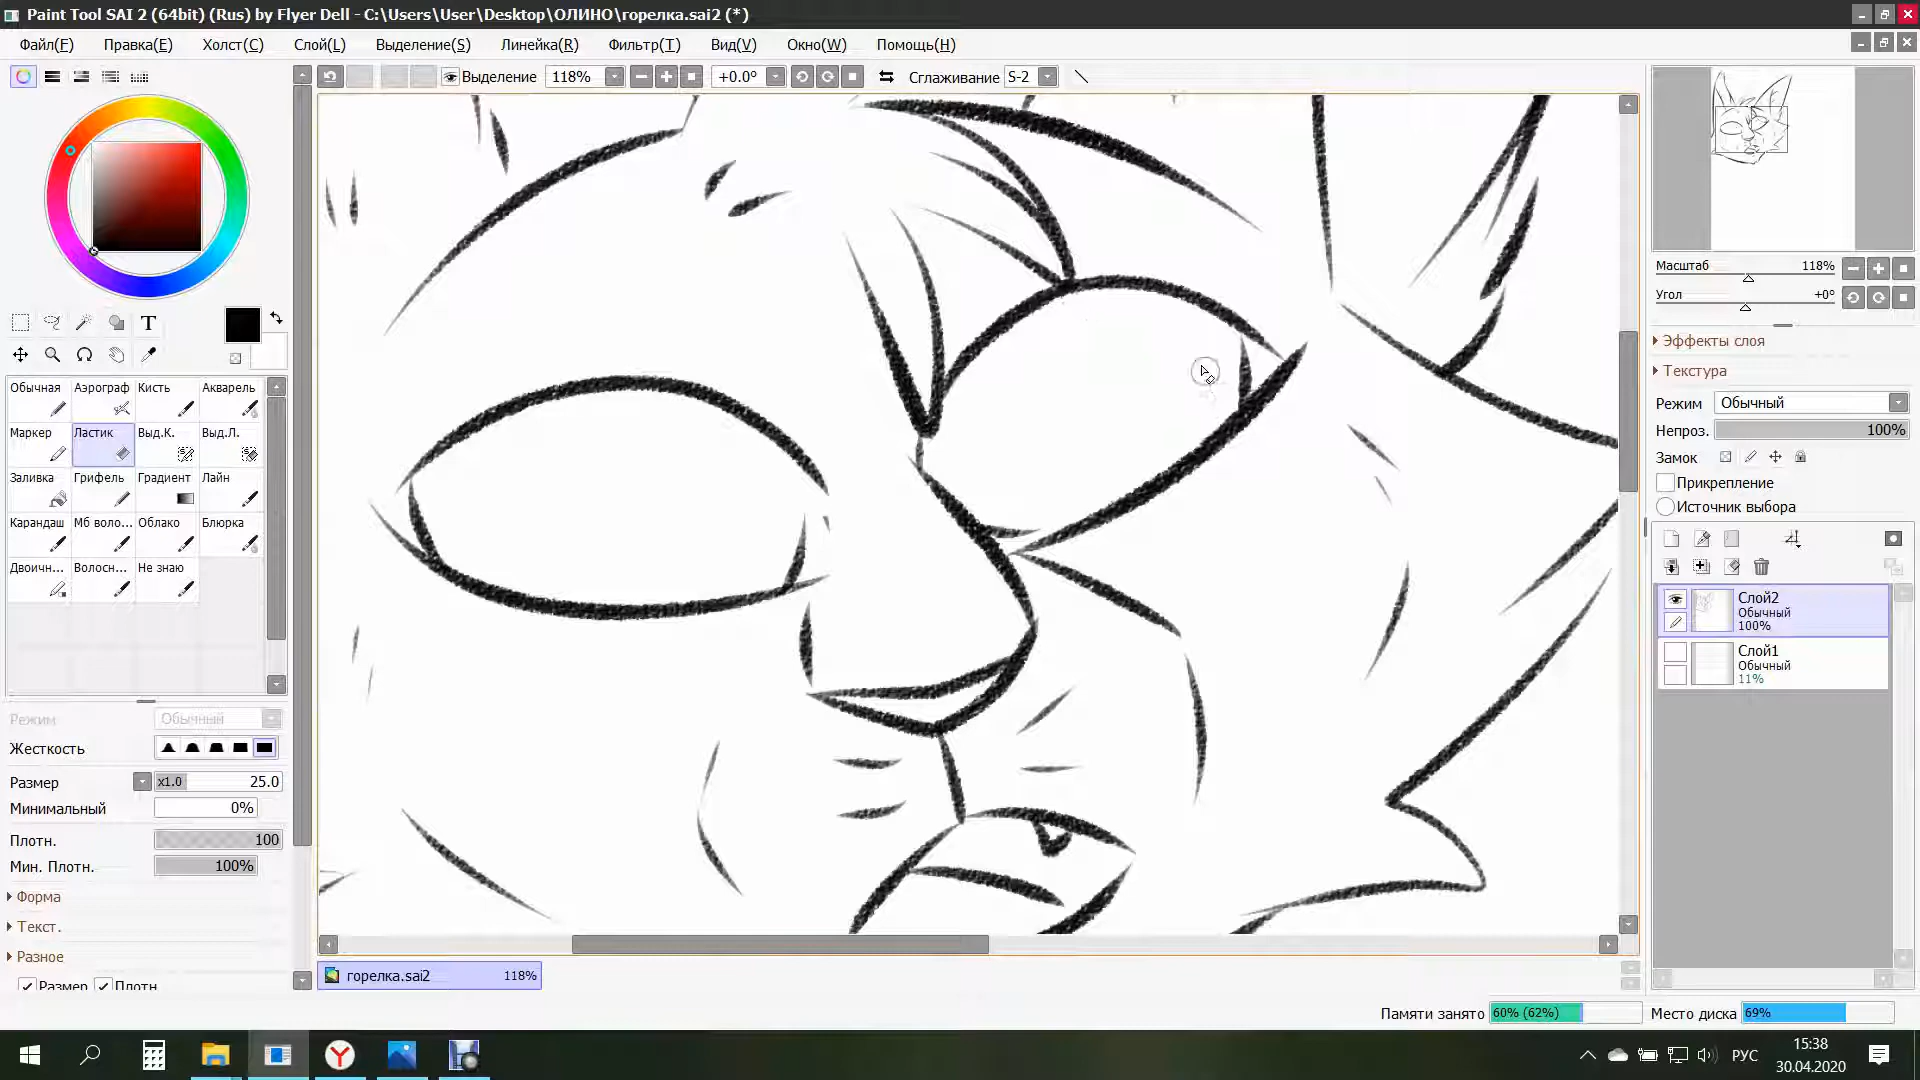 Paint Tool SAI 2 (64bit) (Rus) by Flyer Dell - C:\Users\User\Desktop\ОЛИНО\горелка.sai2 (*)
Файл(F) Правка(E) Холст(C) Слой(L) Выделение(S) Линейка(R) Фильтр(T) Вид(V) Окно(W) Помощь(H)
Выделение 118% +0.0° Сглаживание S-2
Масштаб 118%
Угол +0°
Эффекты слоя
Текстура
Режим Обычный
Непроз. 100%
Замок
Прикрепление
Источник выбора
Слой2
Обычный
100%
Слой1
Обычный
11%
T
Обычная Аэрограф Кисть Акварель
Маркер Ластик Выд.К. Выд.Л.
Заливка Грифель Градиент Лайн
Карандаш Мб воло... Облако Блюрка
Двоичн... Волосн... Не знаю
Режим Обычный
Жесткость
Размер x1.0 25.0
Минимальный 0%
Плотн. 100
Мин. Плотн. 100%
Форма
Текст.
Разное
Размер Плотн
горелка.sai2 118%
Памяти занято 60% (62%) Место диска 69%
РУС
15:38
30.04.2020